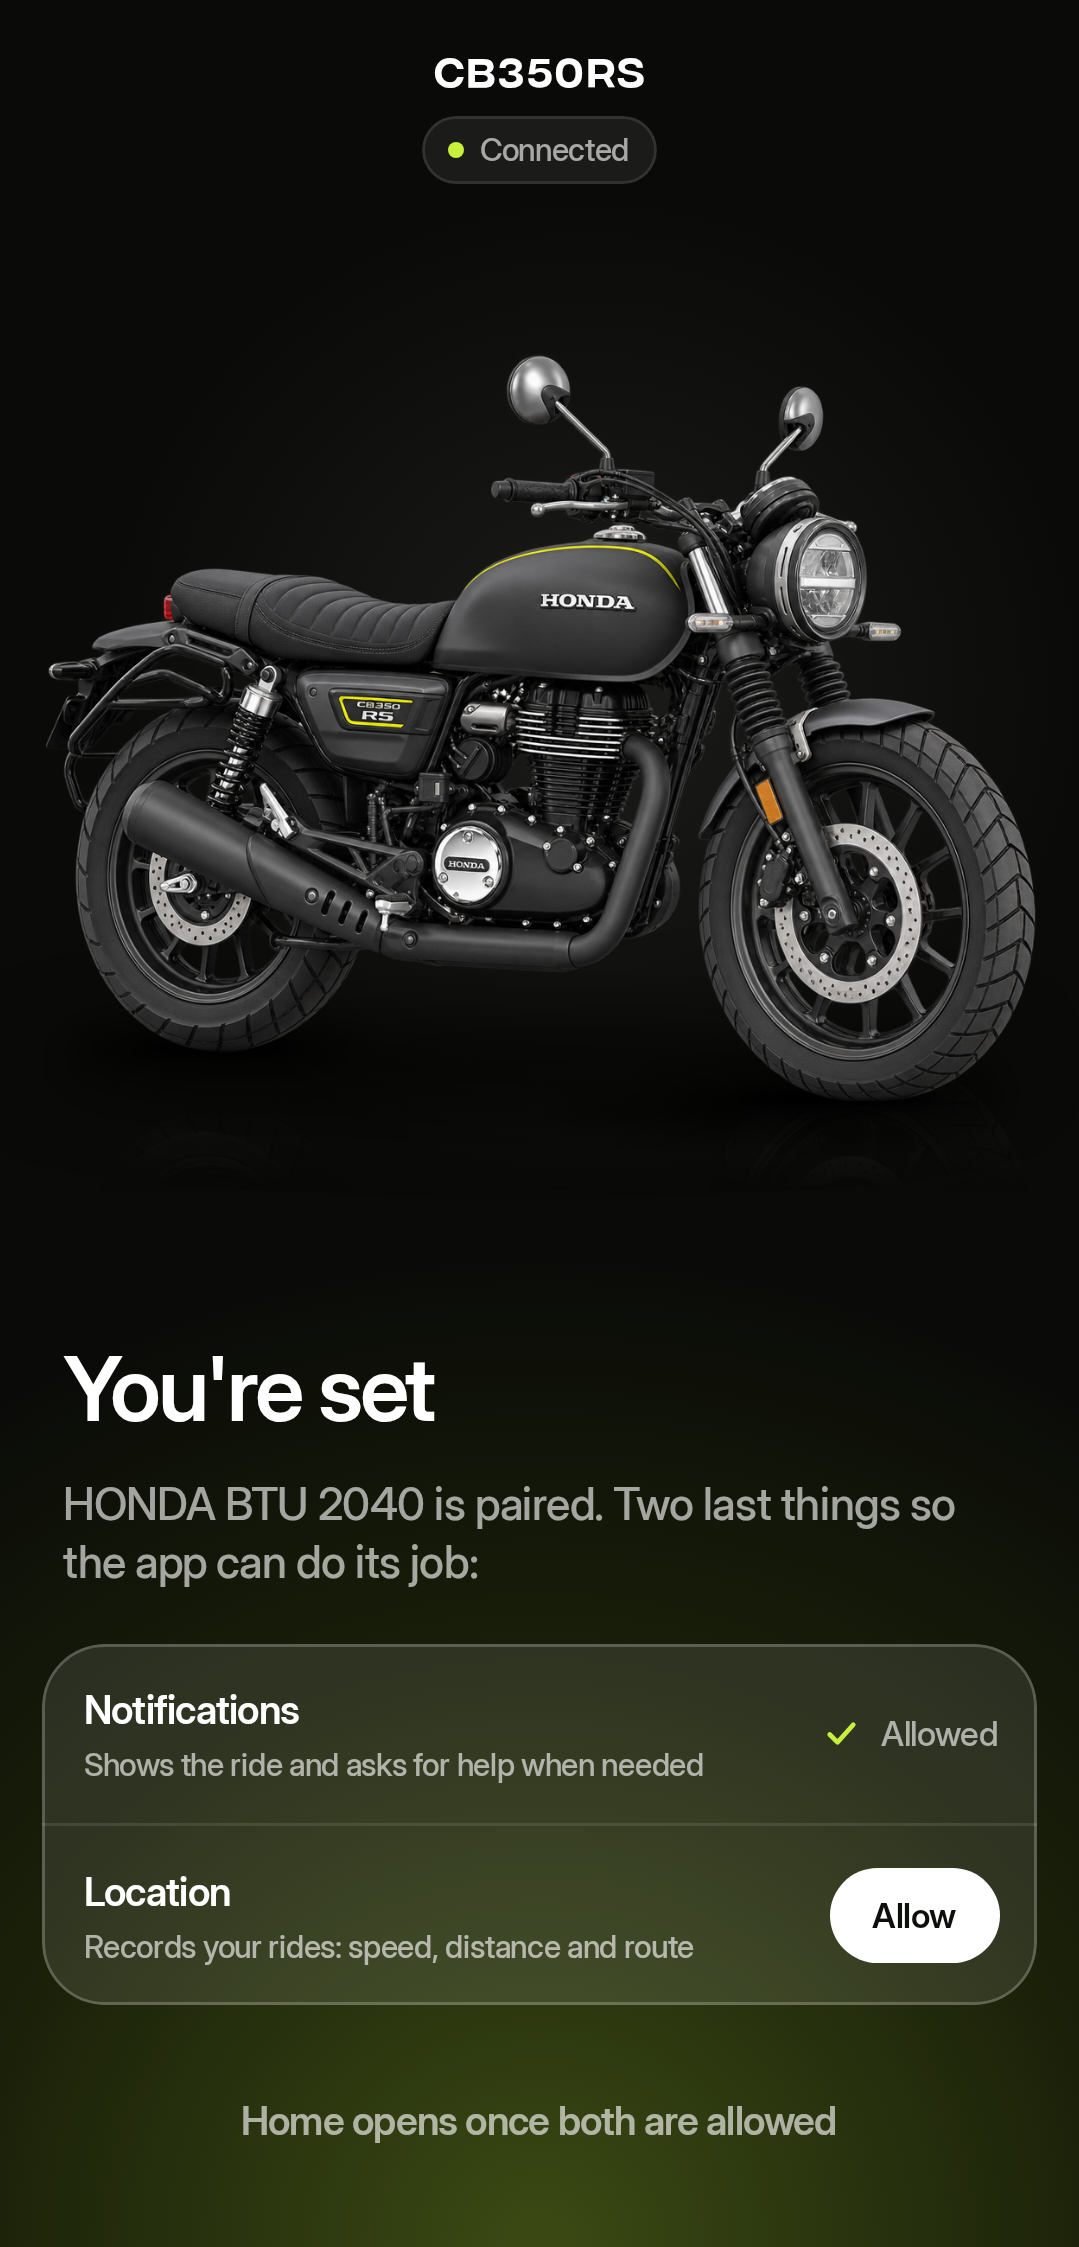 CB350RS
Connected
HONDA
CB350
RS
HONDA
You're set
HONDA BTU 2040 is paired. Two last things so
the app can do its job:
Notifications
Shows the ride and asks for help when needed
Allowed
Location
Records your rides: speed, distance and route
Allow
Home opens once both are allowed